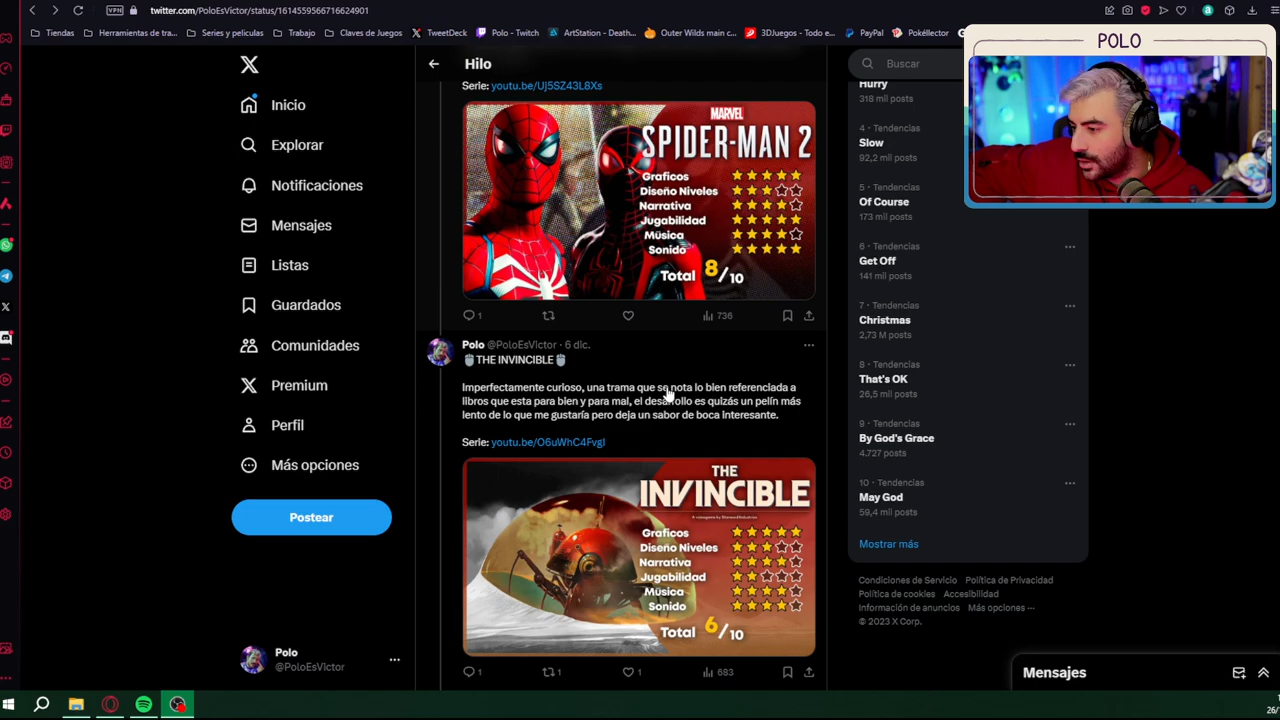 twitter.com/PoloEsVictor/status/1614559566716624901
VPN
Tiendas
Herramientas de tra...
Series y peliculas
Trabajo
Claves de Juegos
TweetDeck
Polo - Twitch
ArtStation - Death...
Outer Wilds main c...
3DJuegos - Todo e...
PayPal
Pokéllector
POLO
Inicio
Explorar
Notificaciones
Mensajes
Listas
Guardados
Comunidades
Premium
Perfil
Más opciones
Postear
Polo
@PoloEsVictor
Hilo
Serie: youtu.be/Uj5SZ43L8Xs
MARVEL
SPIDER-MAN 2
Graficos
Diseño Niveles
Narrativa
Jugabilidad
Música
Sonido
Total 8/10
1
736
Polo @PoloEsVictor · 6 dic.
THE INVINCIBLE
Imperfectamente curioso, una trama que se nota lo bien referenciada a
libros que esta para bien y para mal, el desarrollo es quizás un pelín más
lento de lo que me gustaría pero deja un sabor de boca interesante.
Serie: youtu.be/O6uWhC4FvgI
THE
INVINCIBLE
Graficos
Diseño Niveles
Narrativa
Jugabilidad
Música
Sonido
Total 6/10
1
1
1
683
Buscar
Hurry
318 mil posts
4 · Tendencias
Slow
92,2 mil posts
5 · Tendencias
Of Course
173 mil posts
6 · Tendencias
Get Off
141 mil posts
7 · Tendencias
Christmas
2,73 M posts
8 · Tendencias
That's OK
26,5 mil posts
9 · Tendencias
By God's Grace
4.727 posts
10 · Tendencias
May God
59,4 mil posts
Mostrar más
Condiciones de Servicio Política de Privacidad
Política de cookies Accesibilidad
Información de anuncios Más opciones ···
© 2023 X Corp.
Mensajes
26/